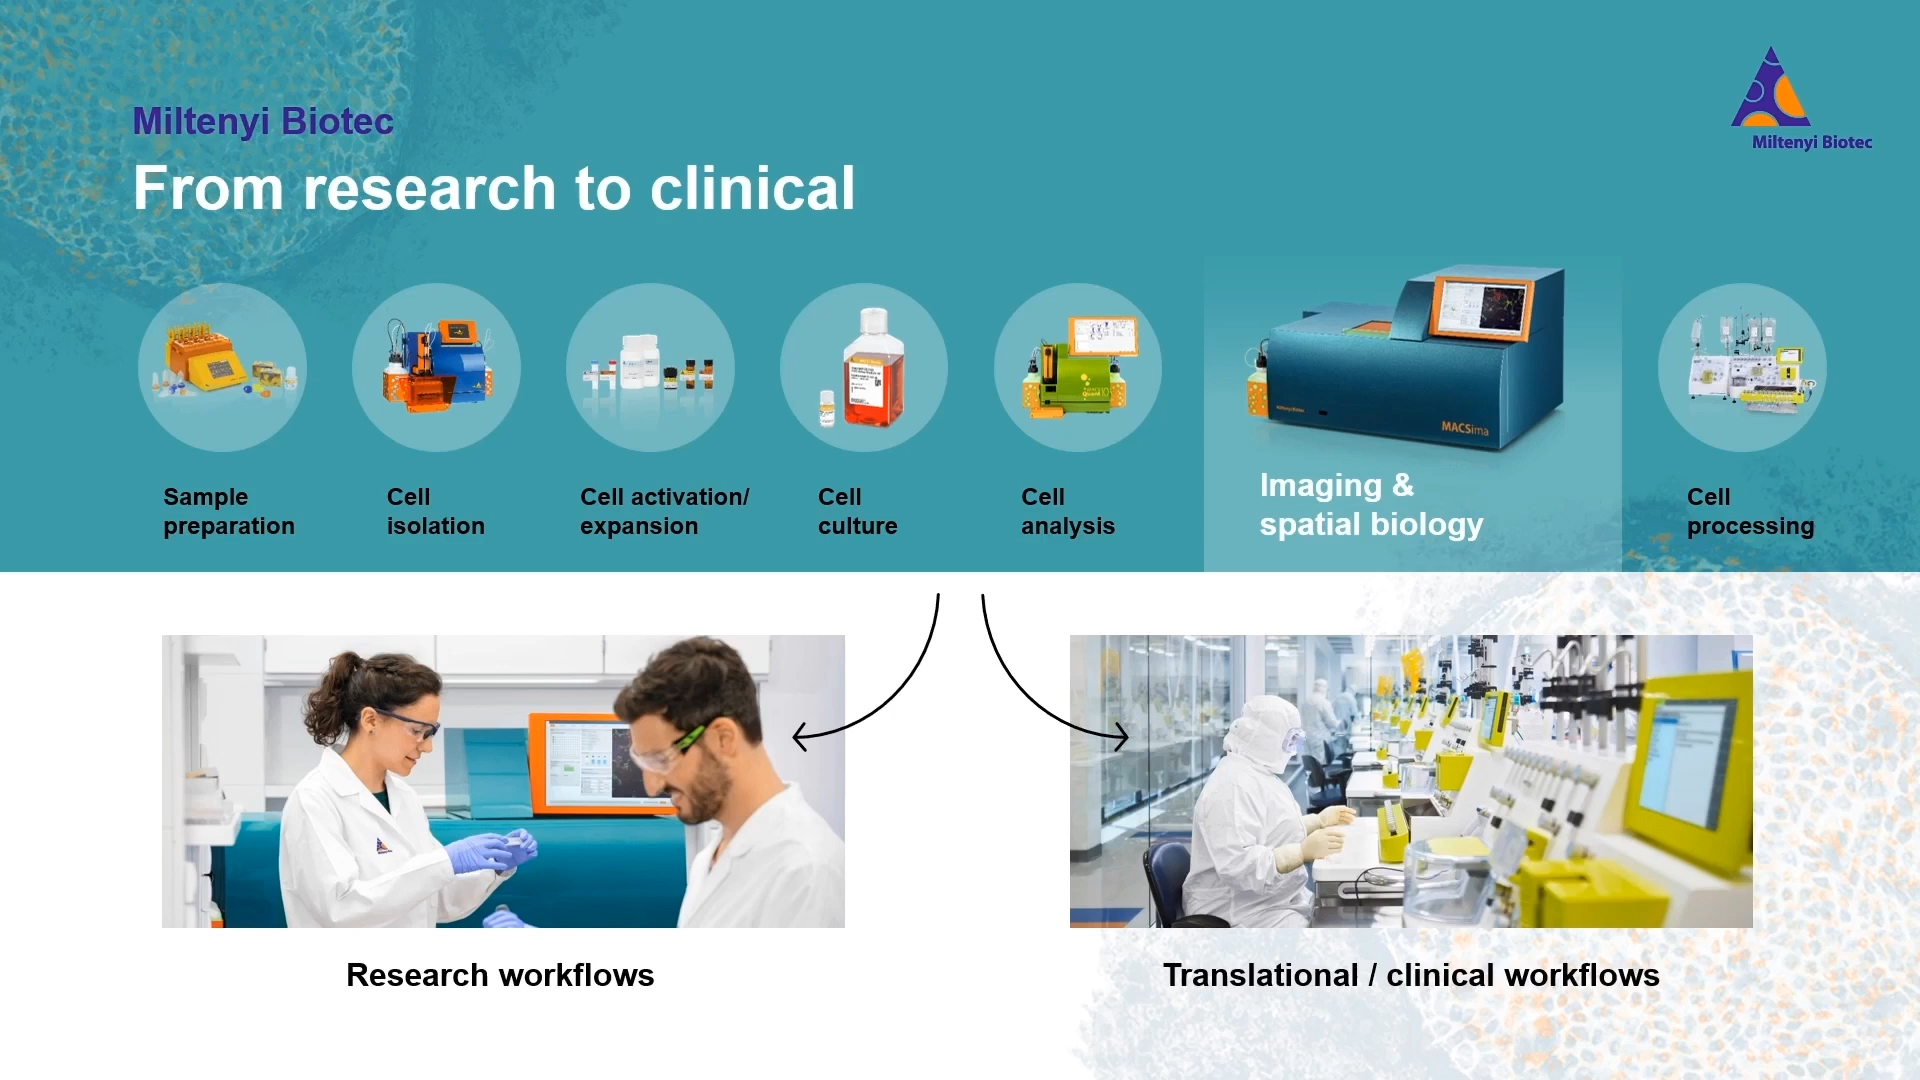 Miltenyi Biotec
From research to clinical
Miltenyi Biotec
MACSima
Sample
preparation
Cell
isolation
Cell activation/
expansion
Cell
culture
Cell
analysis
Imaging &
spatial biology
Cell
processing
Research workflows
Translational / clinical workflows